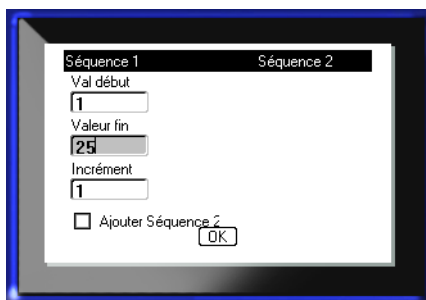 Séquence 1 Séquence 2
Val début
1
Valeur fin
25
Incrément
1
Ajouter Séquence 2
OK